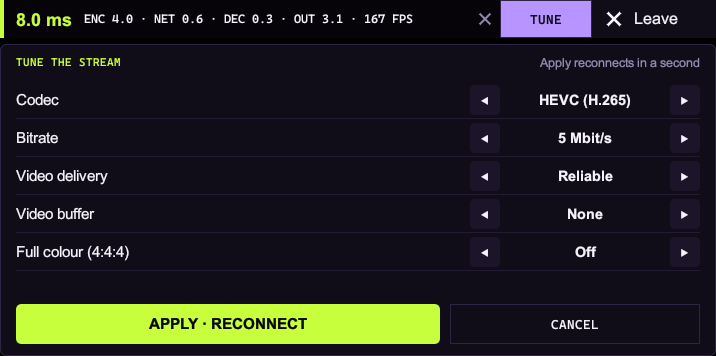 8.0 ms ENC 4.0 · NET 0.6 · DEC 0.3 · OUT 3.1 · 167 FPS ✕ TUNE ✕ Leave
TUNE THE STREAM Apply reconnects in a second
Codec ◀ HEVC (H.265) ▶
Bitrate ◀ 5 Mbit/s ▶
Video delivery ◀ Reliable ▶
Video buffer ◀ None ▶
Full colour (4:4:4) ◀ Off ▶
APPLY · RECONNECT CANCEL